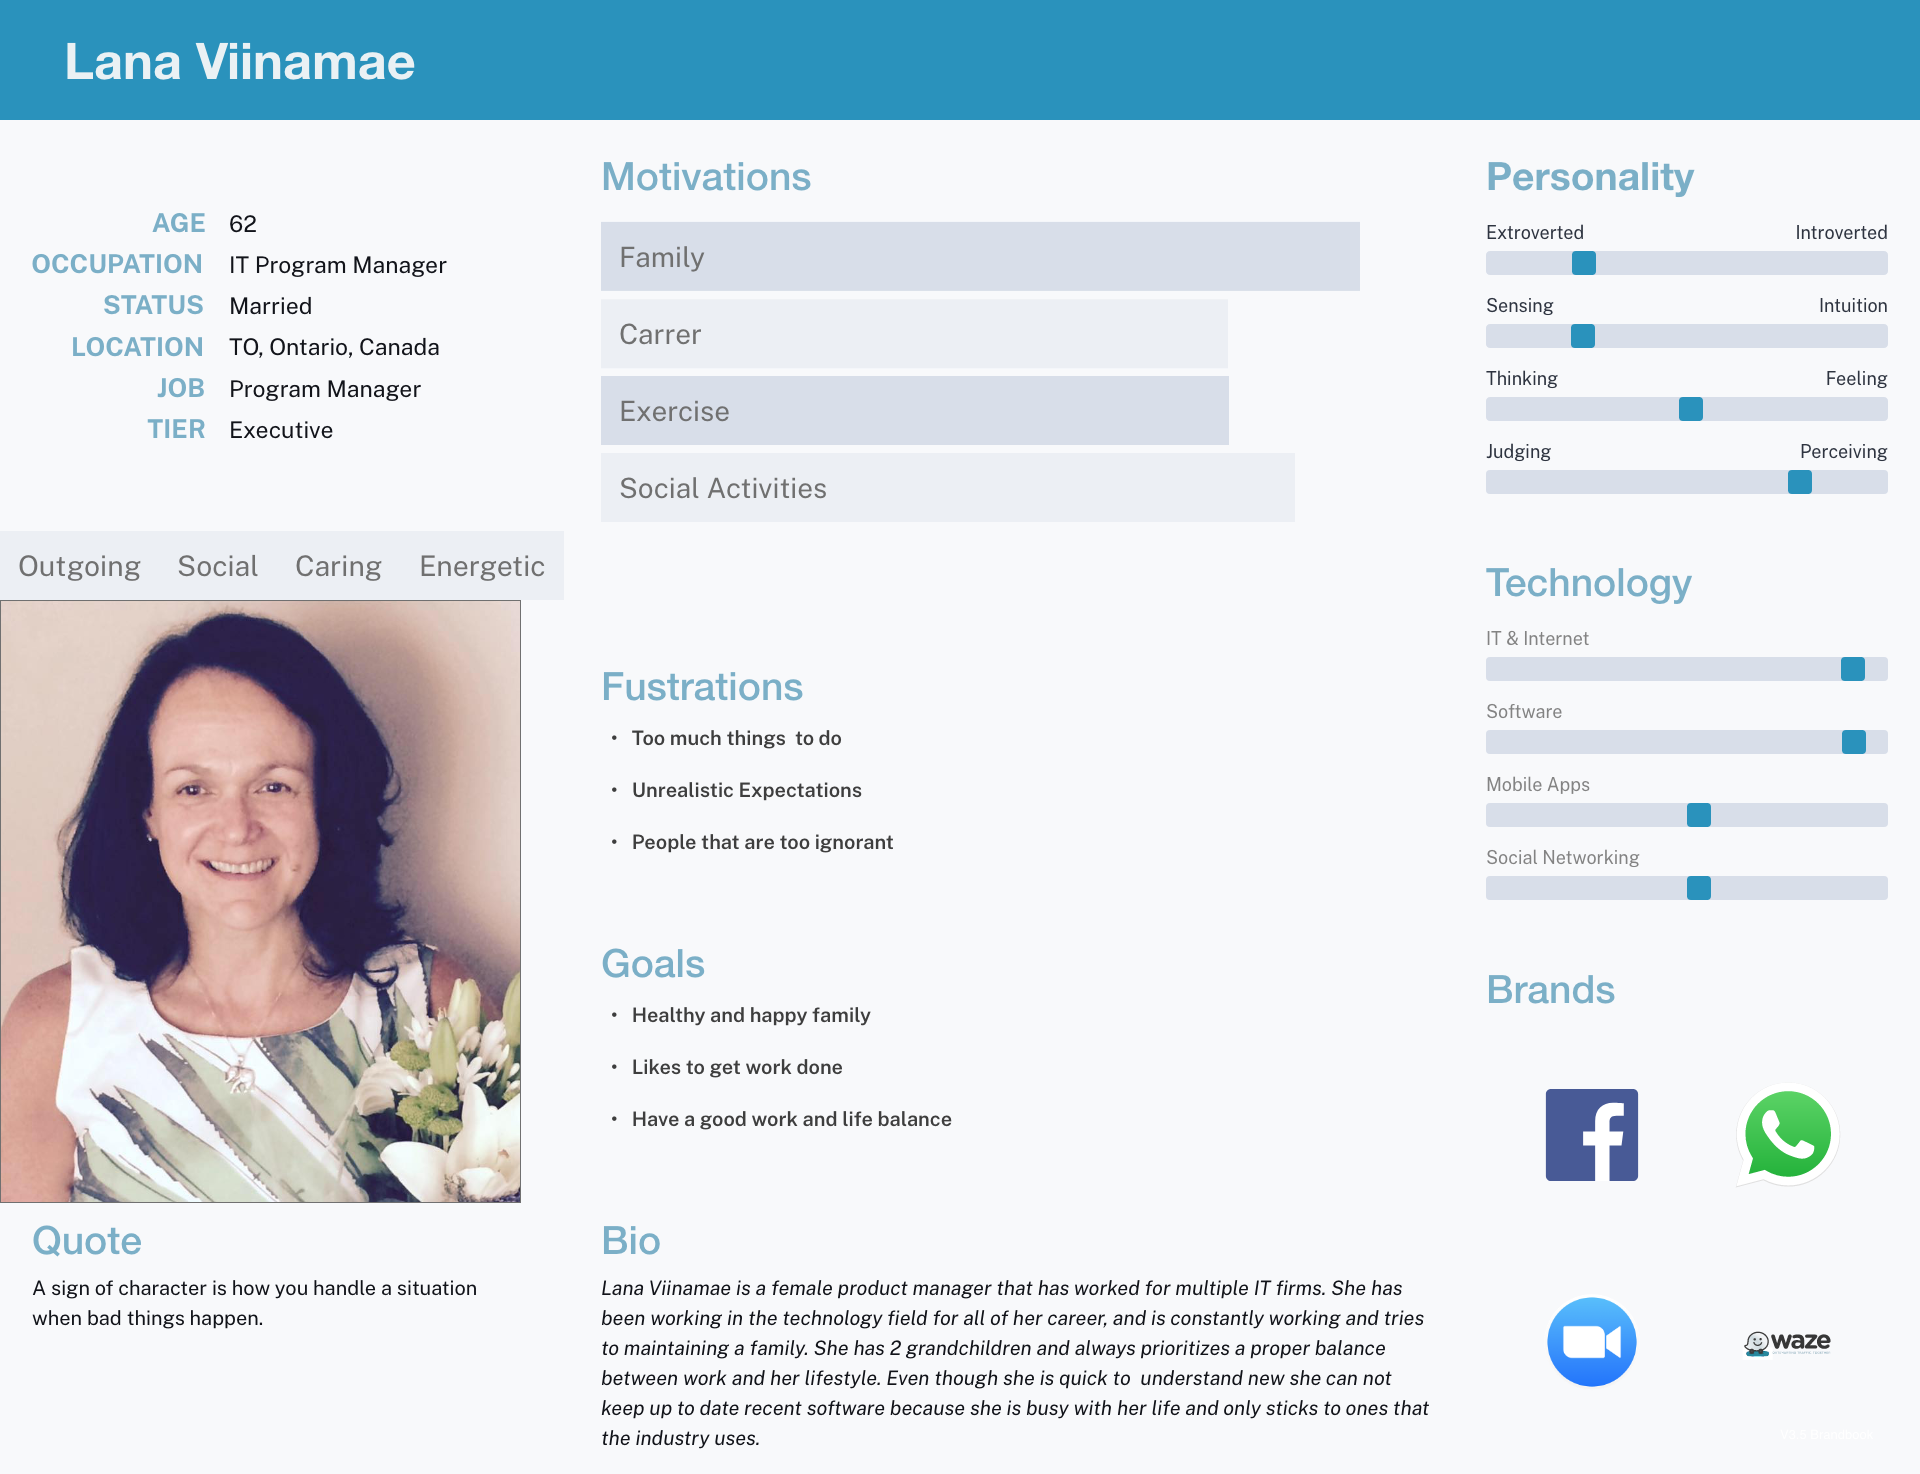 Lana Viinamae
AGE 62
OCCUPATION IT Program Manager
STATUS Married
LOCATION TO, Ontario, Canada
JOB Program Manager
TIER Executive
Outgoing Social Caring Energetic
Quote
A sign of character is how you handle a situation
when bad things happen.
Motivations
Family
Carrer
Exercise
Social Activities
Fustrations
• Too much things  to do
• Unrealistic Expectations
• People that are too ignorant
Goals
• Healthy and happy family
• Likes to get work done
• Have a good work and life balance
Bio
Lana Viinamae is a female product manager that has worked for multiple IT firms. She has
been working in the technology field for all of her career, and is constantly working and tries
to maintaining a family. She has 2 grandchildren and always prioritizes a proper balance
between work and her lifestyle. Even though she is quick to  understand new she can not
keep up to date recent software because she is busy with her life and only sticks to ones that
the industry uses.
Personality
Extroverted Introverted
Sensing Intuition
Thinking Feeling
Judging Perceiving
Technology
IT & Internet
Software
Mobile Apps
Social Networking
Brands
f
waze